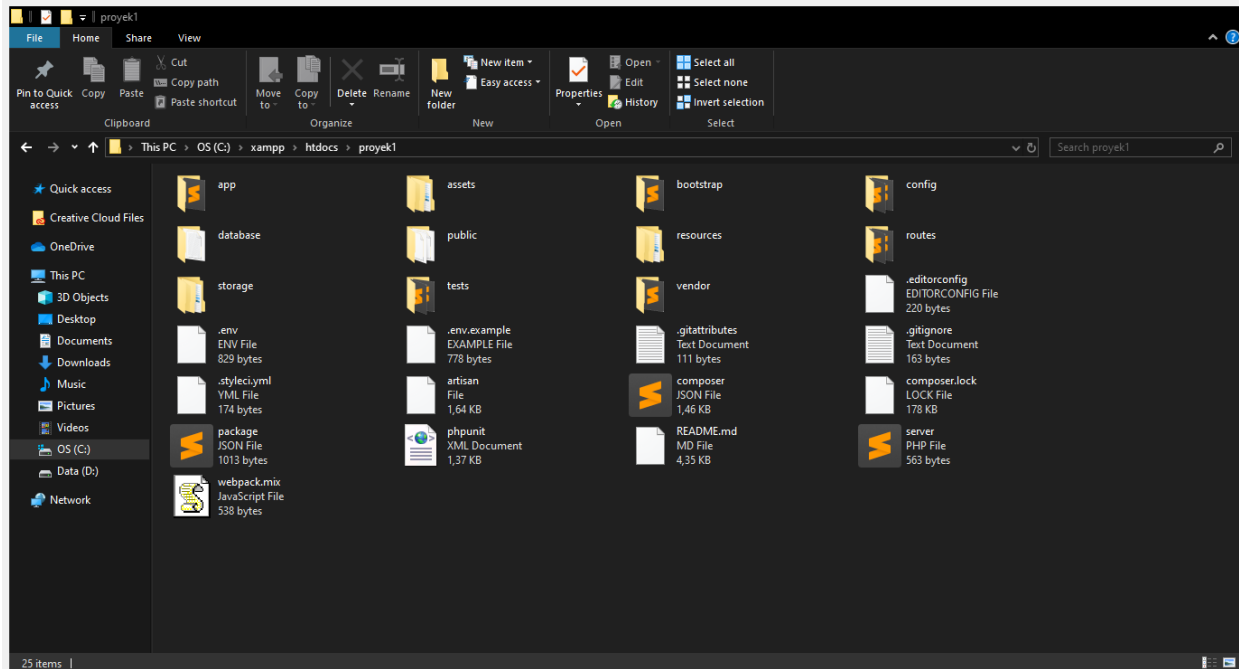 proyek1
File Home Share View
Pin to Quick access
Copy
Paste
Cut
Copy path
Paste shortcut
Clipboard
Move to
Copy to
Delete
Rename
Organize
New folder
New item
Easy access
New
Properties
Open
Edit
History
Open
Select all
Select none
Invert selection
Select
This PC > OS (C:) > xampp > htdocs > proyek1
Search proyek1
Quick access
Creative Cloud Files
OneDrive
This PC
3D Objects
Desktop
Documents
Downloads
Music
Pictures
Videos
OS (C:)
Data (D:)
Network
app
assets
bootstrap
config
database
public
resources
routes
storage
tests
vendor
.editorconfig
EDITORCONFIG File
220 bytes
.env
ENV File
829 bytes
.env.example
EXAMPLE File
778 bytes
.gitattributes
Text Document
111 bytes
.gitignore
Text Document
163 bytes
.styleci.yml
YML File
174 bytes
artisan
File
1,64 KB
composer
JSON File
1,46 KB
composer.lock
LOCK File
178 KB
package
JSON File
1013 bytes
phpunit
XML Document
1,37 KB
README.md
MD File
4,35 KB
server
PHP File
563 bytes
webpack.mix
JavaScript File
538 bytes
25 items